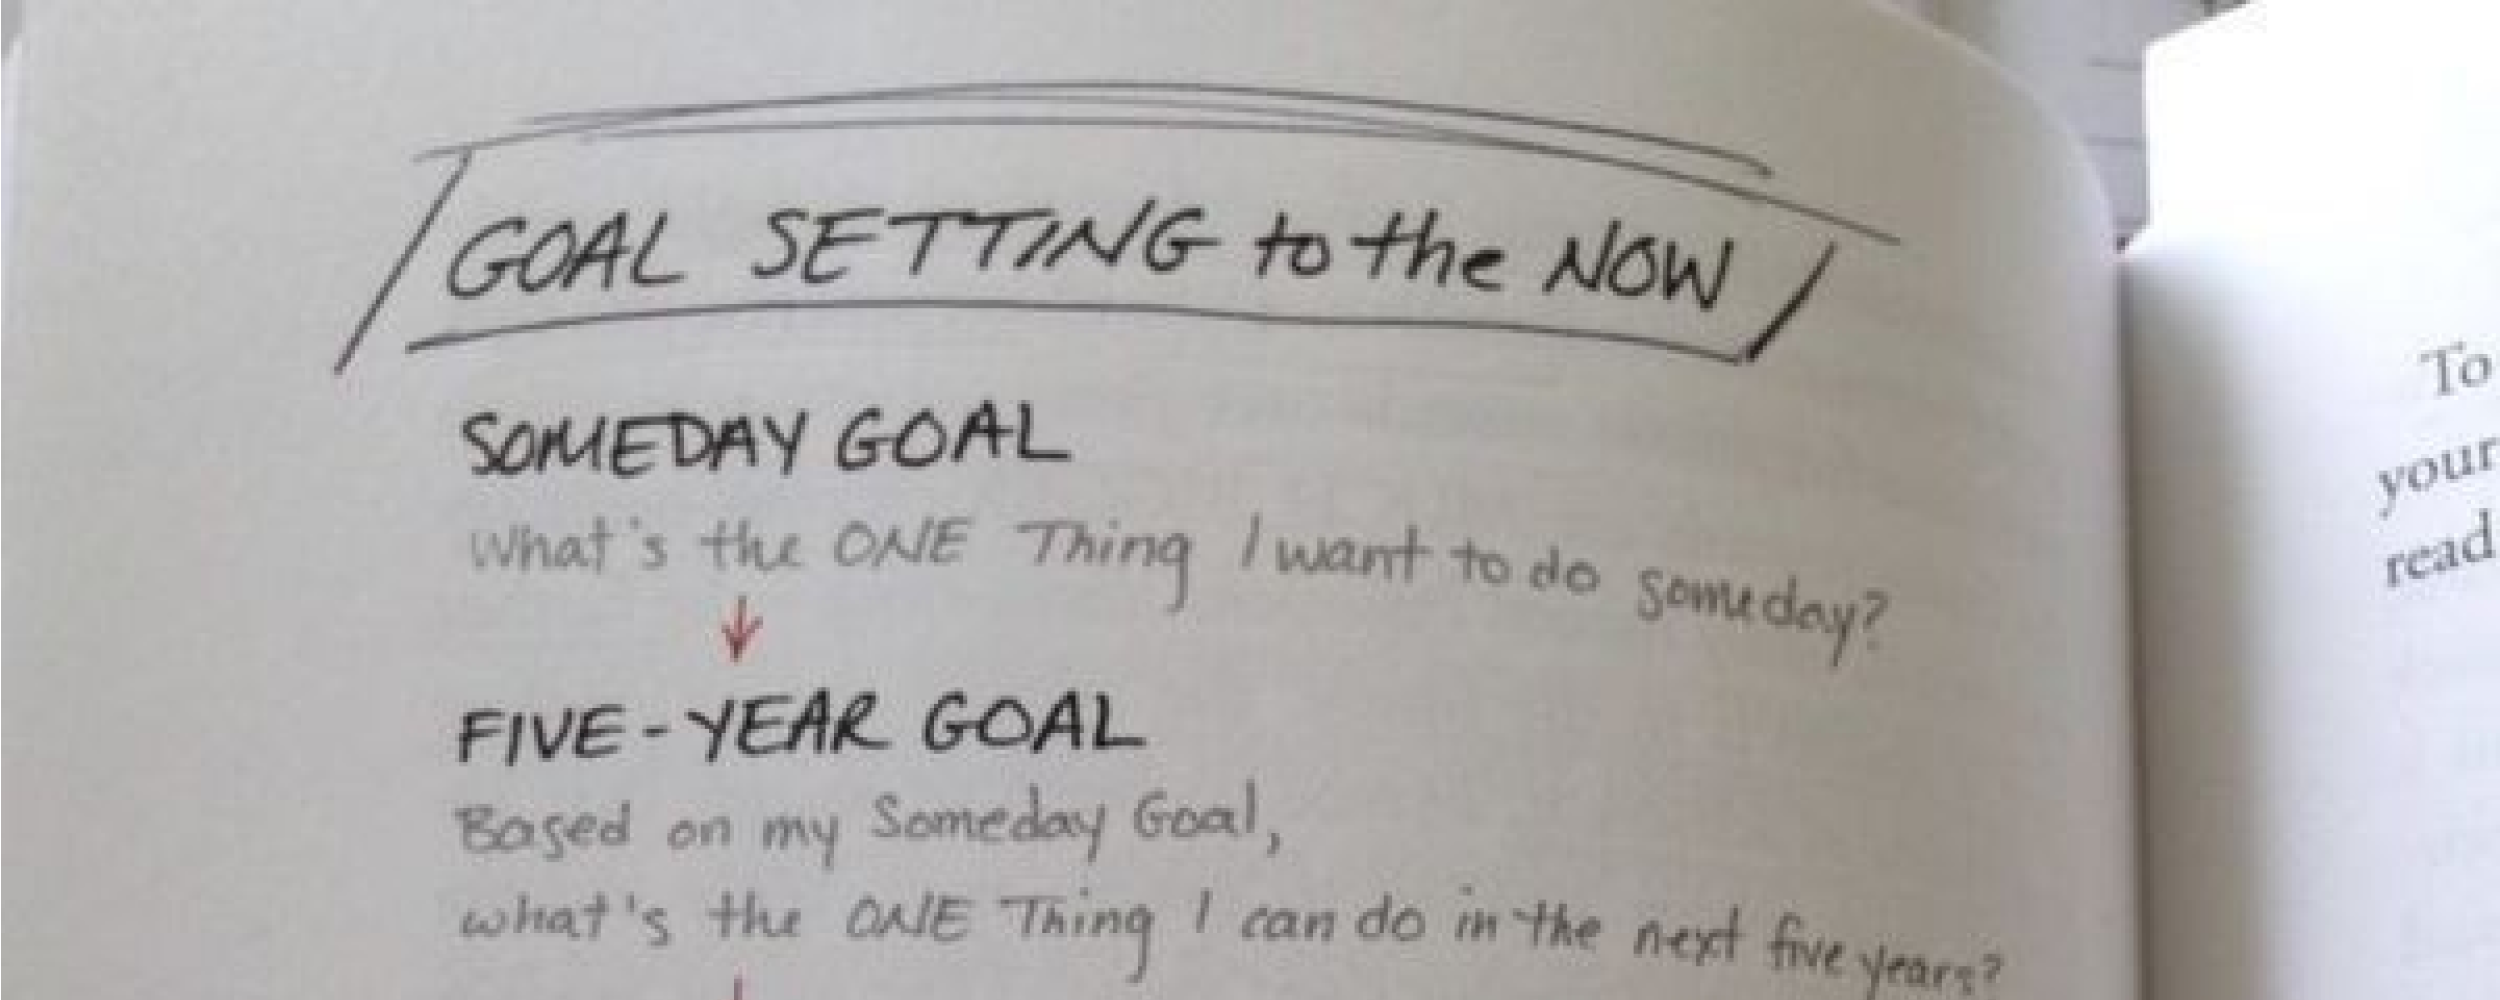 GOAL SETTING to the NOW
SOMEDAY GOAL
What's the ONE Thing I want to do someday?
FIVE-YEAR GOAL
Based on my Someday Goal,
what's the ONE Thing I can do in the next five years?
To
your
read